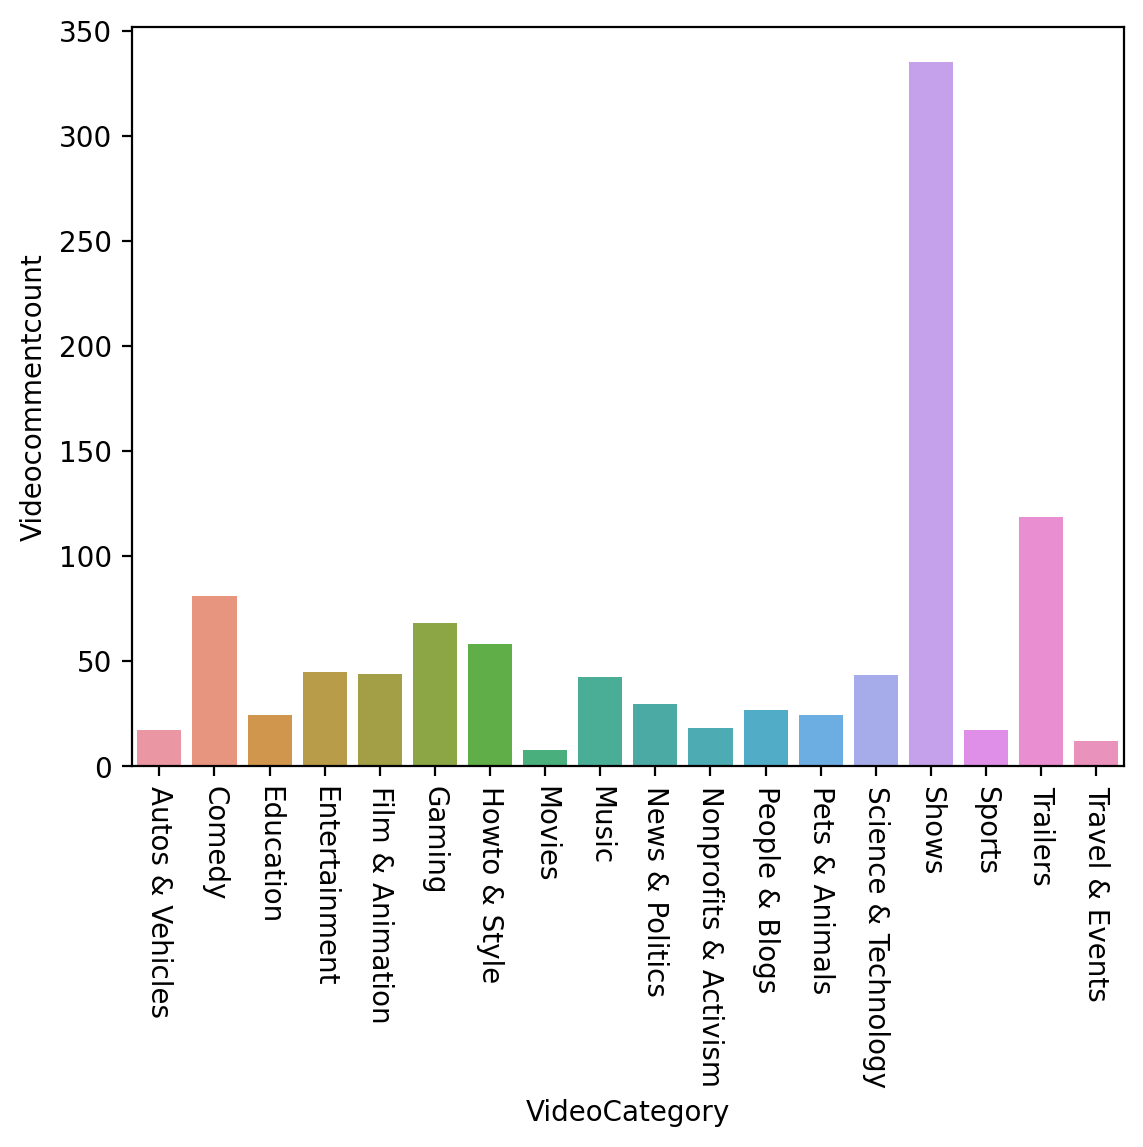 350
300
250
200
150
100
50
0
Videocommentcount
Autos & Vehicles
Comedy
Education
Entertainment
Film & Animation
Gaming
Howto & Style
Movies
Music
News & Politics
Nonprofits & Activism
People & Blogs
Pets & Animals
Science & Technology
Shows
Sports
Trailers
Travel & Events
VideoCategory